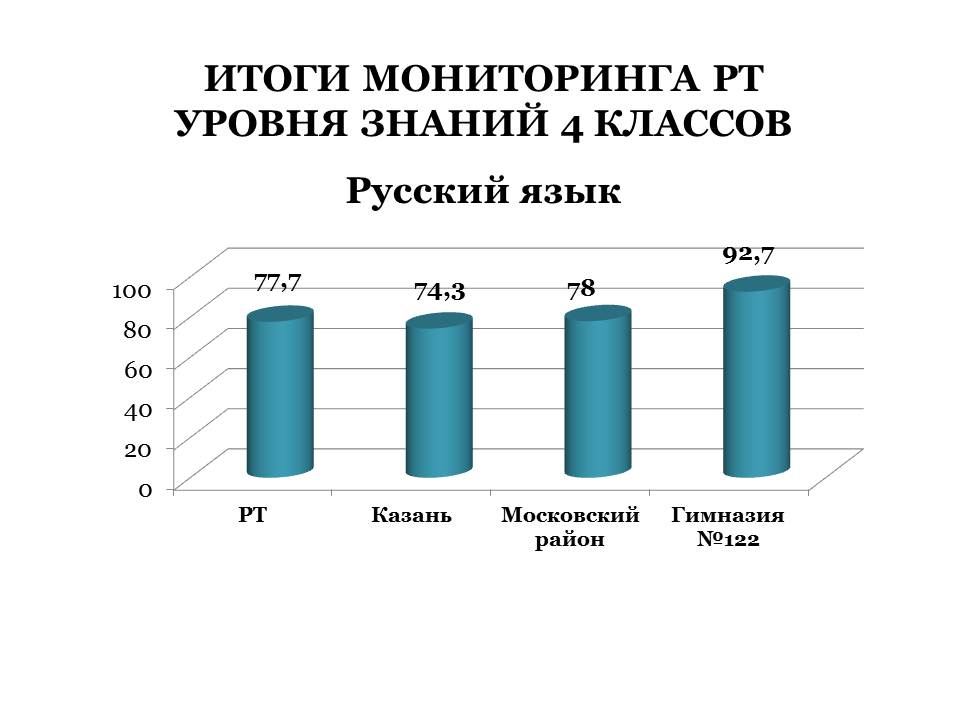 ИТОГИ МОНИТОРИНГА РТ
УРОВНЯ ЗНАНИЙ 4 КЛАССОВ
Русский язык
92,7
77,7
74,3
78
100
80
60
40
20
0
РТ
Казань
Московский
район
Гимназия
№122